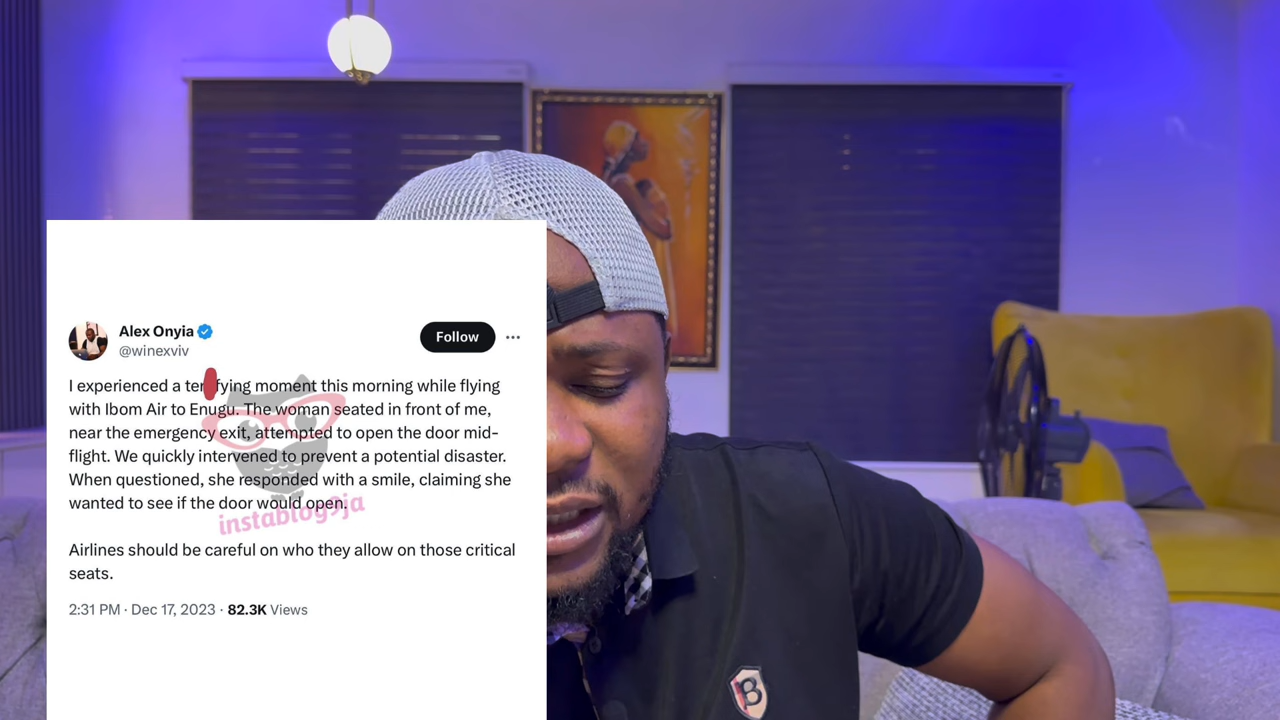 Alex Onyia
Follow
@winexviv
I experienced a terrifying moment this morning while flying
with Ibom Air to Enugu. The woman seated in front of me,
near the emergency exit, attempted to open the door mid-
flight. We quickly intervened to prevent a potential disaster.
When questioned, she responded with a smile, claiming she
wanted to see if the door would open.
instablog9ja
Airlines should be careful on who they allow on those critical
seats.
2:31 PM · Dec 17, 2023 · 82.3K Views
B